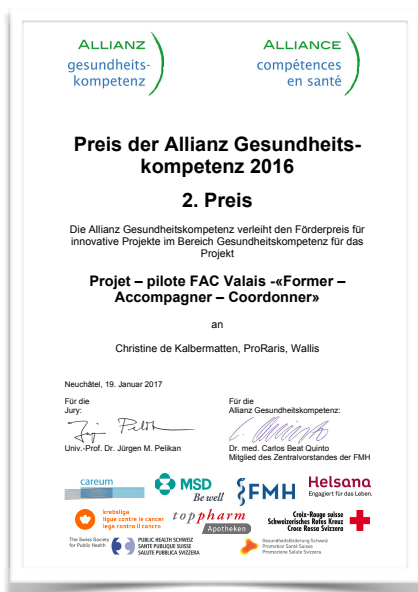 ALLIANZ
gesundheits-
kompetenz
ALLIANCE
compétences
en santé
Preis der Allianz Gesundheits-
kompetenz 2016
2. Preis
Die Allianz Gesundheitskompetenz verleiht den Förderpreis für
innovative Projekte im Bereich Gesundheitskompetenz für das
Projekt
Projet – pilote FAC Valais -«Former –
Accompagner – Coordonner»
an
Christine de Kalbermatten, ProRaris, Wallis
Neuchâtel, 19. Januar 2017
Für die
Jury:
Univ.-Prof. Dr. Jürgen M. Pelikan
Für die
Allianz Gesundheitskompetenz:
Dr. med. Carlos Beat Quinto
Mitglied des Zentralvorstandes der FMH
careum
MSD
Be well
FMH
Helsana
Engagiert für das Leben.
krebsliga
ligue contre le cancer
lega contro il cancro
toppharm
Apotheken
Croix-Rouge suisse
Schweizerisches Rotes Kreuz
Croce Rossa Svizzera
The Swiss Society
for Public Health
PUBLIC HEALTH SCHWEIZ
SANTÉ PUBLIQUE SUISSE
SALUTE PUBBLICA SVIZZERA
Gesundheitsförderung Schweiz
Promotion Santé Suisse
Promozione Salute Svizzera